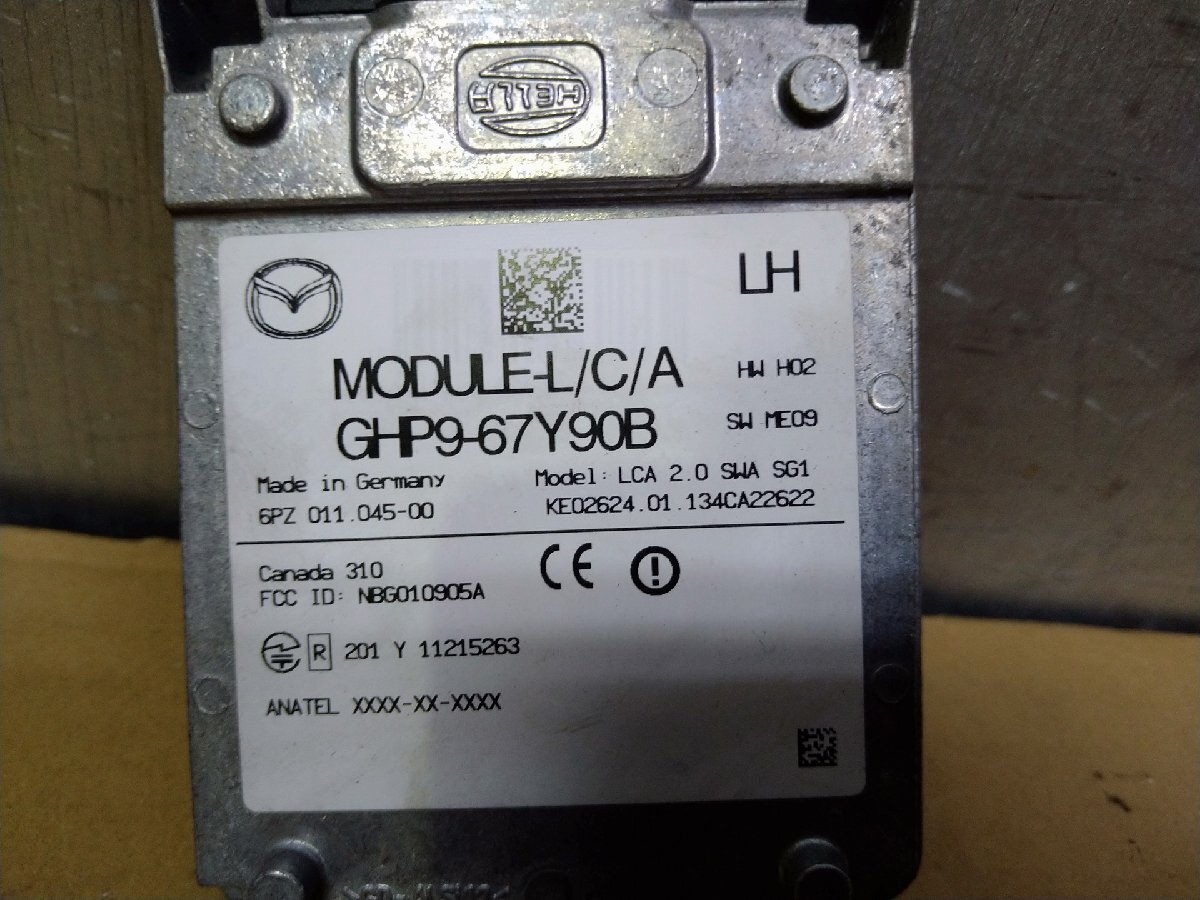 HELLA
LH
MODULE-L/C/A
HW H02
GHP9-67Y90B
SW ME09
Made in Germany
Model: LCA 2.0 SWA SG1
6PZ 011.045-00
KE02624.01.134CA22622
Canada 310
CE
FCC ID: NBG010905A
R 201 Y 11215263
ANATEL XXXX-XX-XXXX